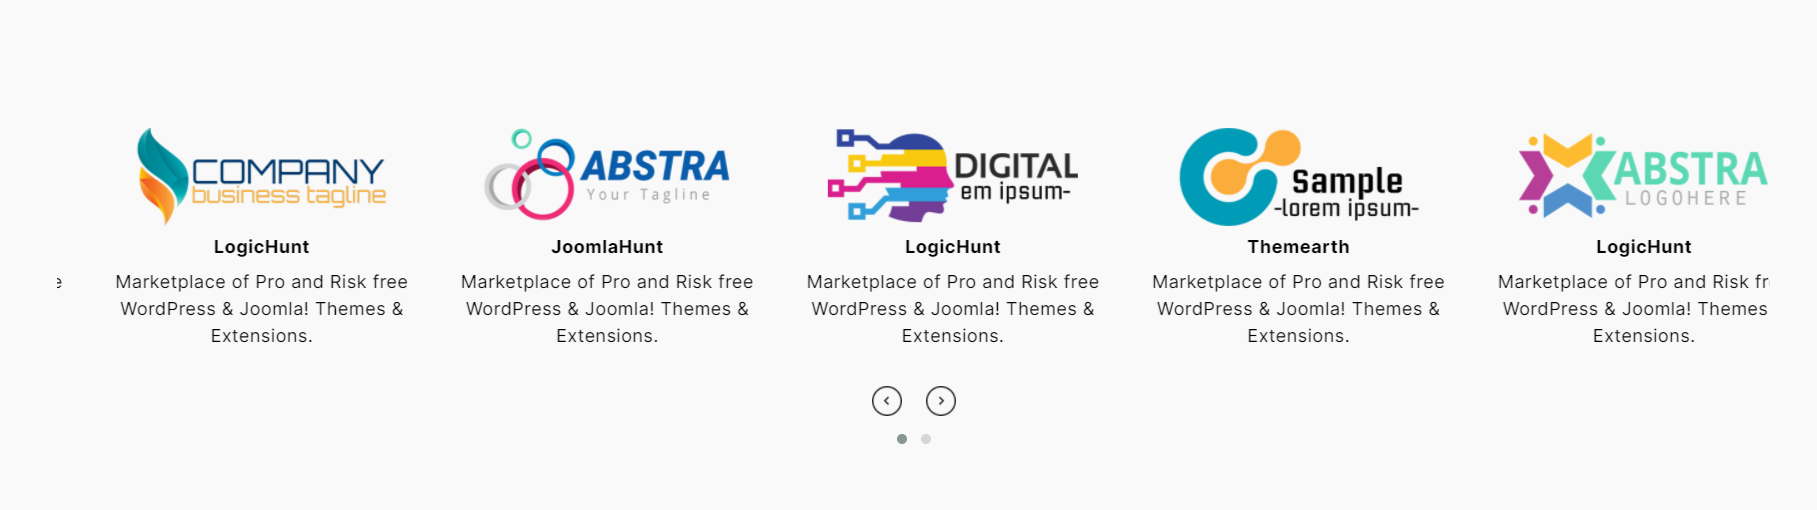 COMPANY
business tagline
LogicHunt
Marketplace of Pro and Risk free
WordPress & Joomla! Themes &
Extensions.
ABSTRA
Your Tagline
JoomlaHunt
Marketplace of Pro and Risk free
WordPress & Joomla! Themes &
Extensions.
DIGITAL
em ipsum-
LogicHunt
Marketplace of Pro and Risk free
WordPress & Joomla! Themes &
Extensions.
Sample
-lorem ipsum-
Themearth
Marketplace of Pro and Risk free
WordPress & Joomla! Themes &
Extensions.
ABSTRA
LOGOHERE
LogicHunt
Marketplace of Pro and Risk fr
WordPress & Joomla! Themes
Extensions.